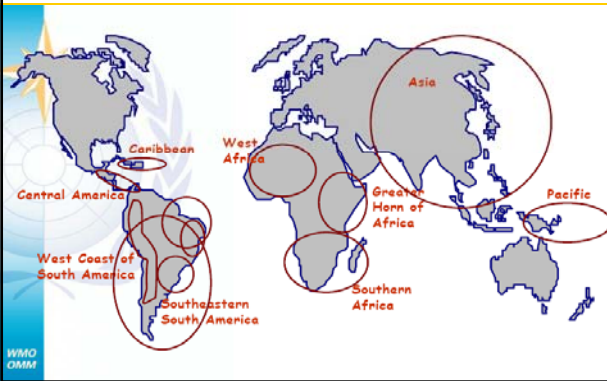 Asia
Caribbean
West
Africa
Central America
Greater
Horn of
Africa
Pacific
West Coast of
South America
Southern
Africa
Southeastern
South America
WMO
OMM